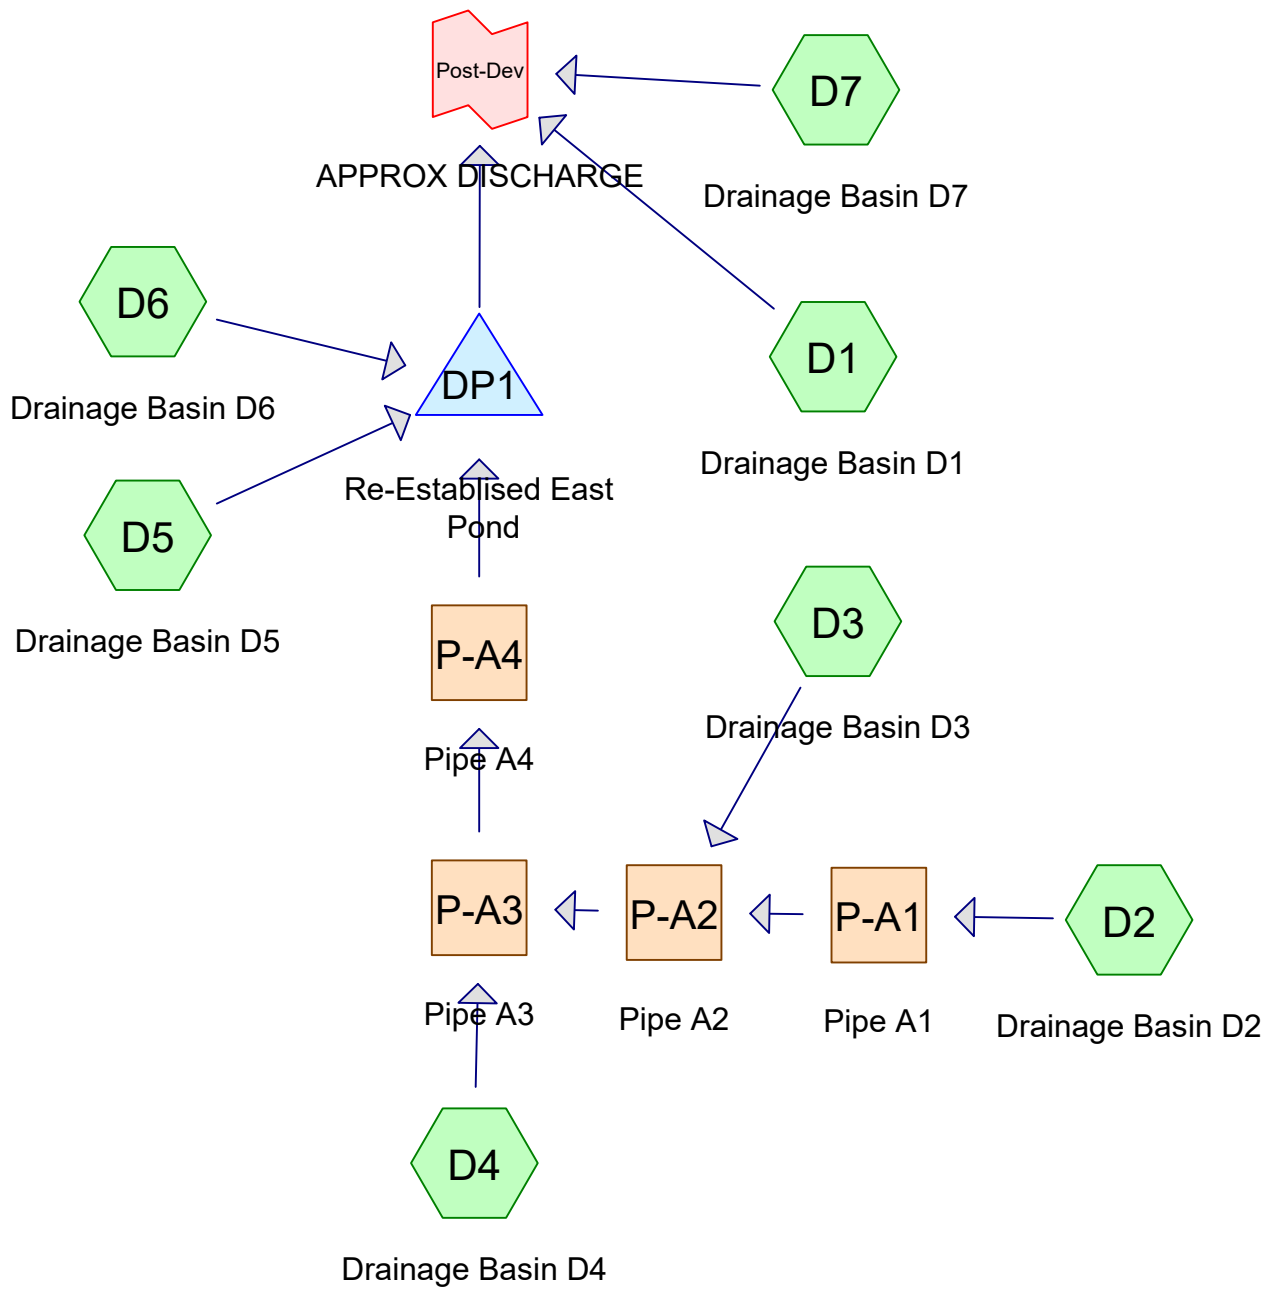 Post-Dev
APPROX DISCHARGE
D7
Drainage Basin D7
D6
Drainage Basin D6
DP1
Re-Establised East
Pond
D1
Drainage Basin D1
D5
Drainage Basin D5
P-A4
Pipe A4
D3
Drainage Basin D3
P-A3
Pipe A3
P-A2
Pipe A2
P-A1
Pipe A1
D2
Drainage Basin D2
D4
Drainage Basin D4